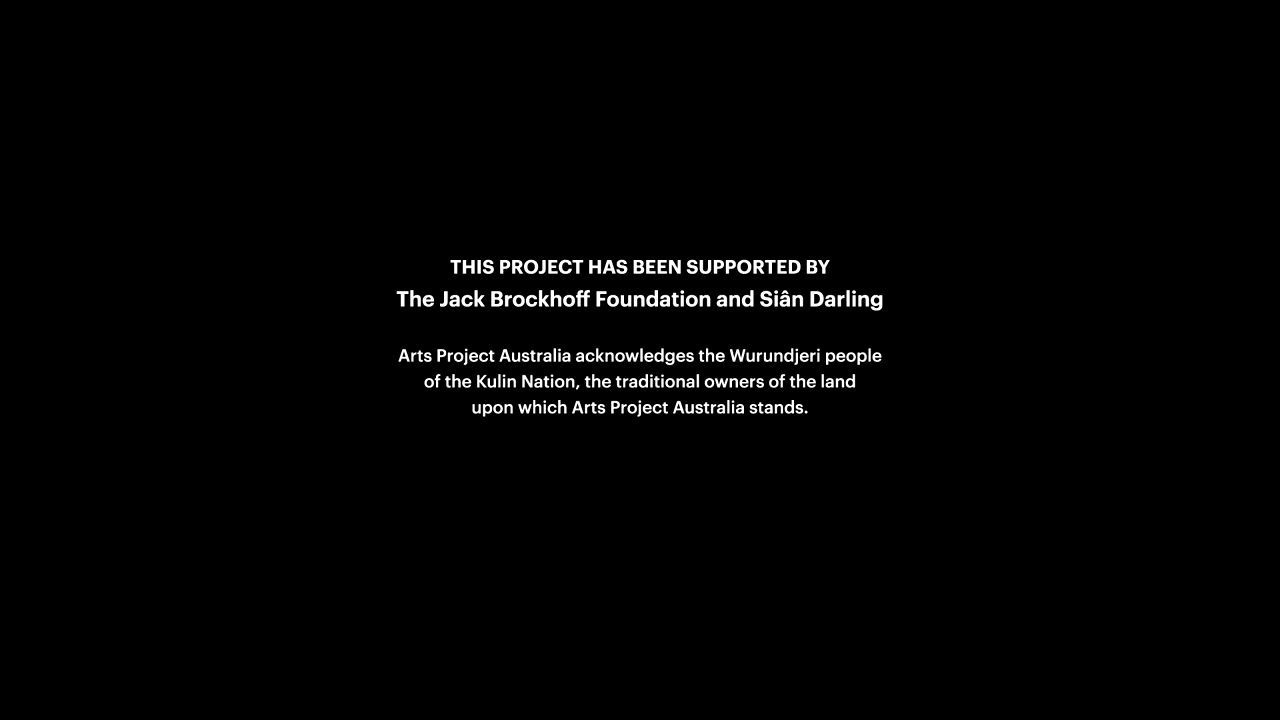 THIS PROJECT HAS BEEN SUPPORTED BY
The Jack Brockhoff Foundation and Siân Darling
Arts Project Australia acknowledges the Wurundjeri people
of the Kulin Nation, the traditional owners of the land
upon which Arts Project Australia stands.